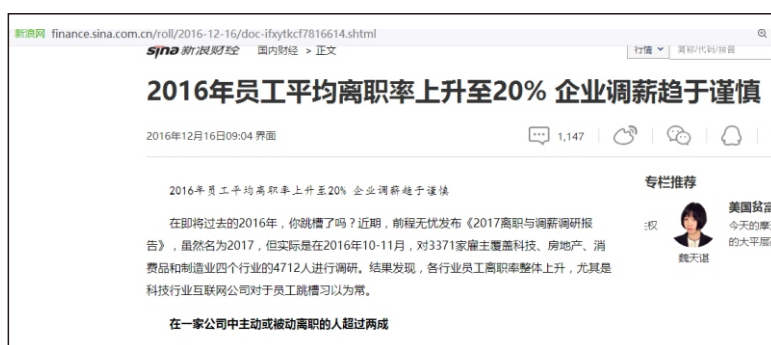 新浪网 finance.sina.com.cn/roll/2016-12-16/doc-ifxytkcf7816614.shtml
sina 新浪财经 国内财经 > 正文 行情 简称/代码/拼音
2016年员工平均离职率上升至20% 企业调薪趋于谨慎
2016年12月16日09:04 界面 1,147
2016年员工平均离职率上升至20% 企业调薪趋于谨慎
在即将过去的2016年，你跳槽了吗？近期，前程无忧发布《2017离职与调薪调研报
告》，虽然名为2017，但实际是在2016年10-11月，对3371家雇主覆盖科技、房地产、消
费品和制造业四个行业的4712人进行调研。结果发现，各行业员工离职率整体上升，尤其是
科技行业互联网公司对于员工跳槽习以为常。
在一家公司中主动或被动离职的人超过两成
专栏推荐
美国贫富
今天的摩
的大平层
权
魏天谌